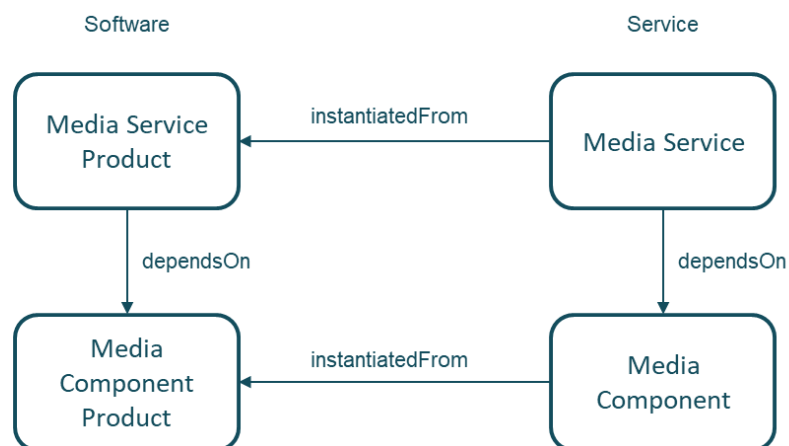 Software
Service
Media Service
Product
instantiatedFrom
Media Service
dependsOn
dependsOn
Media
Component
Product
instantiatedFrom
Media
Component